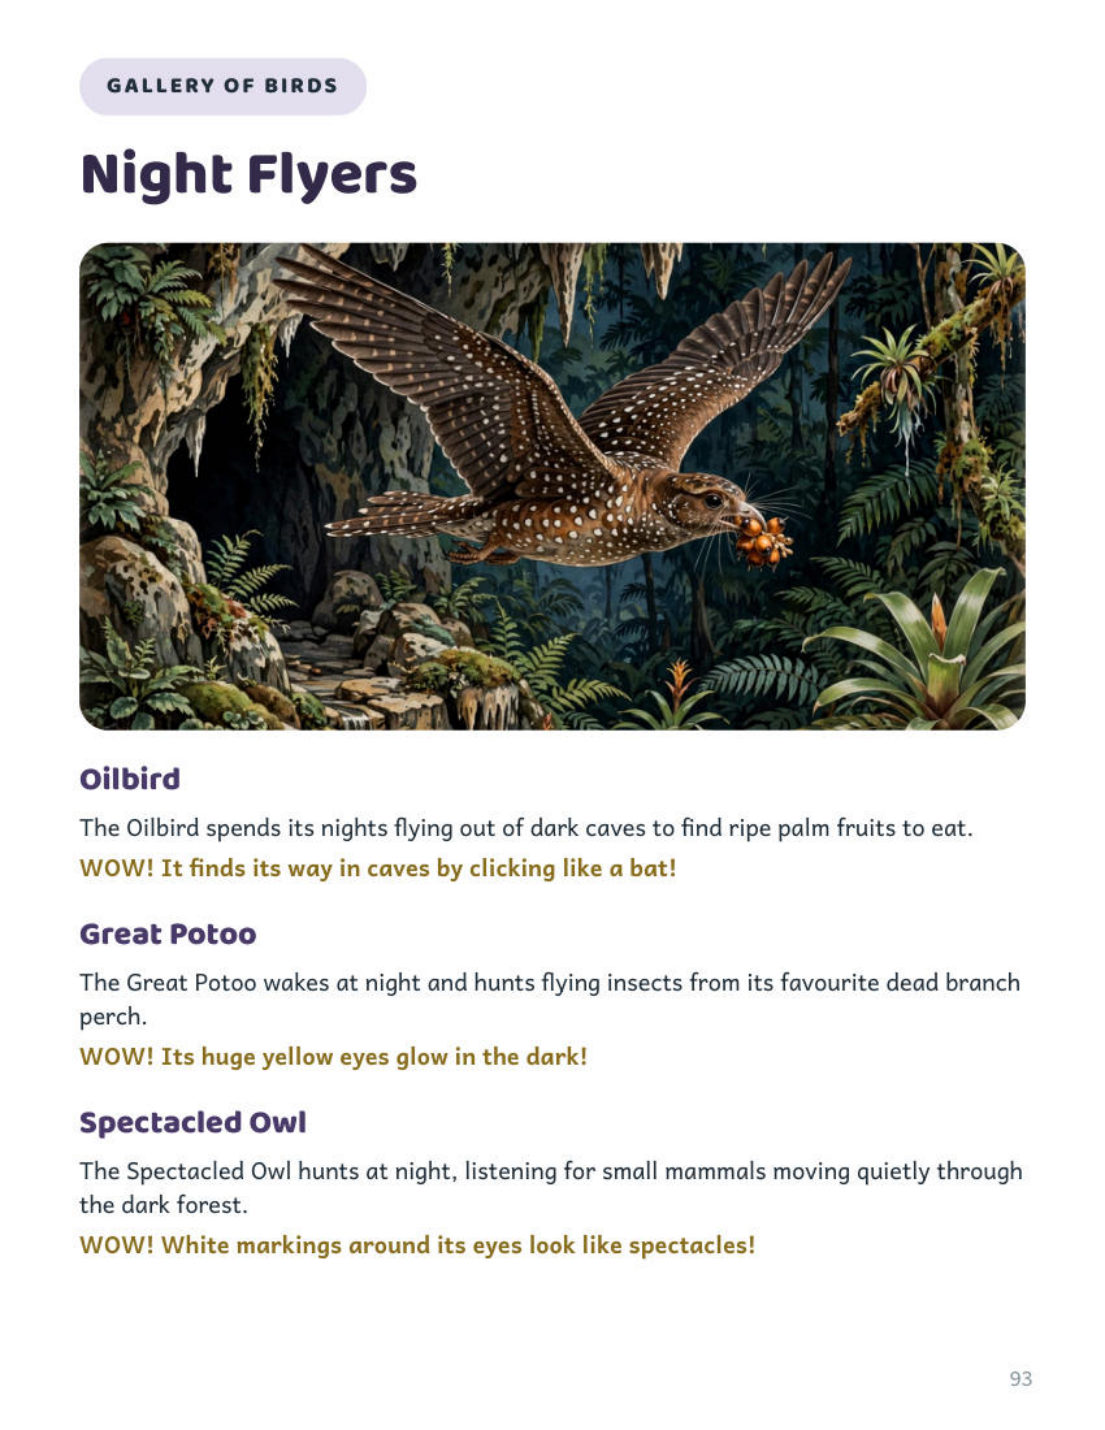 GALLERY OF BIRDS
Night Flyers
Oilbird
The Oilbird spends its nights flying out of dark caves to find ripe palm fruits to eat.
WOW! It finds its way in caves by clicking like a bat!
Great Potoo
The Great Potoo wakes at night and hunts flying insects from its favourite dead branch
perch.
WOW! Its huge yellow eyes glow in the dark!
Spectacled Owl
The Spectacled Owl hunts at night, listening for small mammals moving quietly through
the dark forest.
WOW! White markings around its eyes look like spectacles!
93